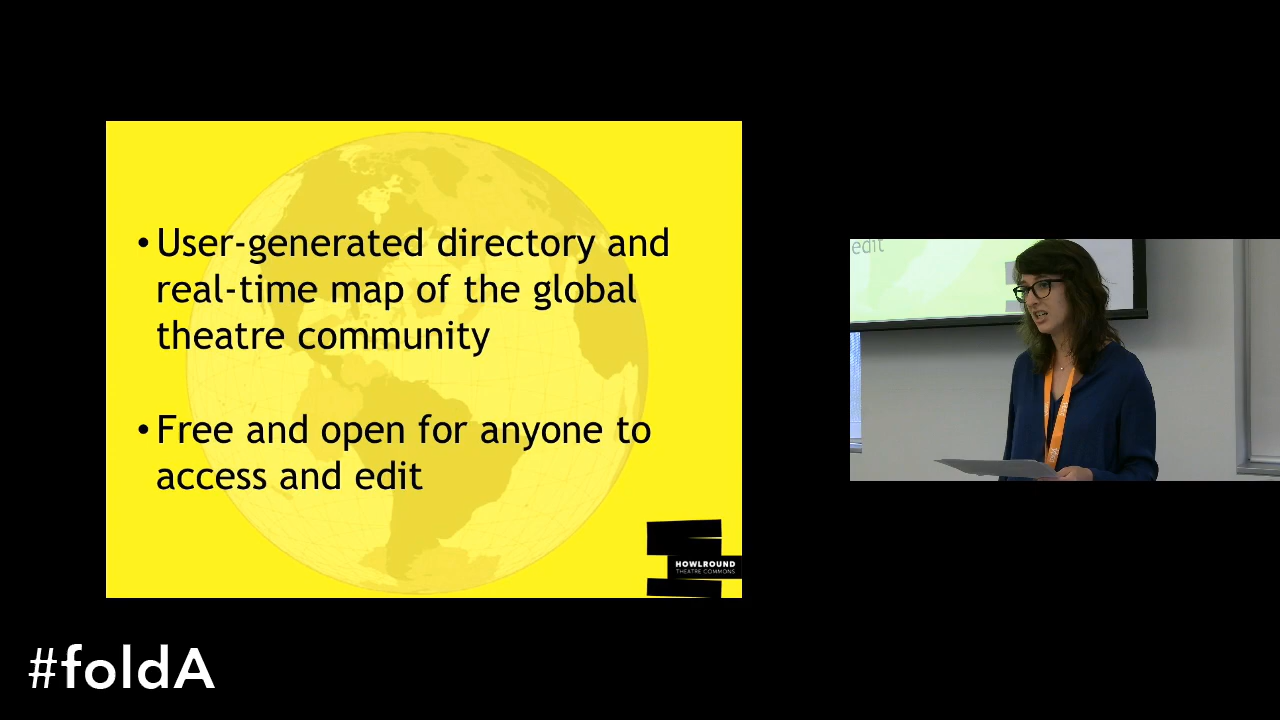 • User-generated directory and
real-time map of the global
theatre community
• Free and open for anyone to
access and edit
HOWLROUND
THEATRE COMMONS
edit
#foldA